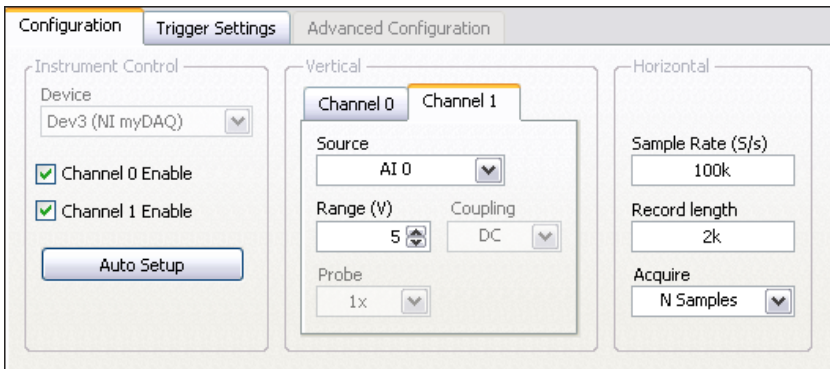 Configuration
Trigger Settings
Advanced Configuration
Instrument Control
Device
Dev3 (NI myDAQ)
Channel 0 Enable
Channel 1 Enable
Auto Setup
Vertical
Channel 0
Channel 1
Source
AI 0
Range (V)
5
Coupling
DC
Probe
1x
Horizontal
Sample Rate (S/s)
100k
Record length
2k
Acquire
N Samples